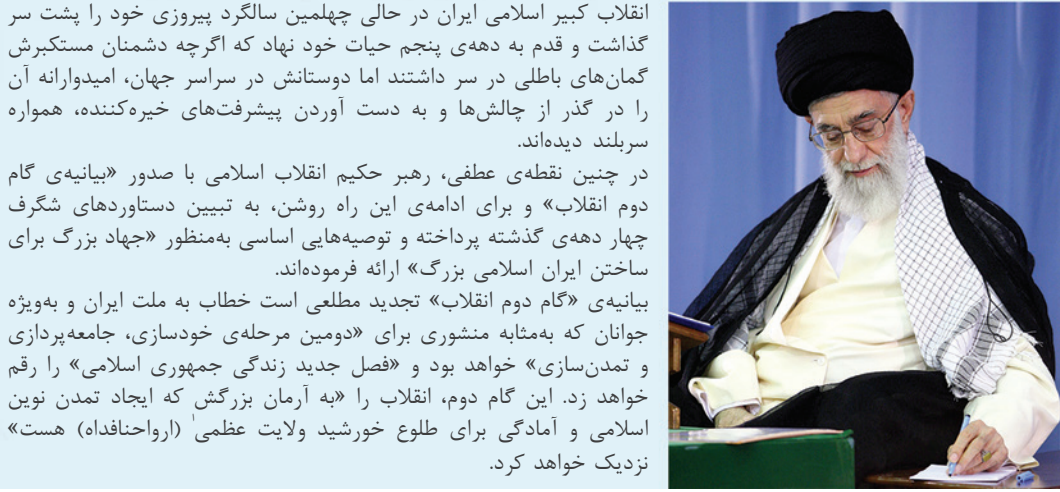 انقلاب کبیر اسلامی ایران در حالی چهلمین سالگرد پیروزی خود را پشت سر
گذاشت و قدم به دهه‌ی پنجم حیات خود نهاد که اگرچه دشمنان مستکبرش
گمان‌های باطلی در سر داشتند اما دوستانش در سراسر جهان، امیدوارانه آن
را در گذر از چالش‌ها و به دست آوردن پیشرفت‌های خیره‌کننده، همواره
سربلند دیده‌اند.
در چنین نقطه‌ی عطفی، رهبر حکیم انقلاب اسلامی با صدور «بیانیه‌ی گام
دوم انقلاب» و برای ادامه‌ی این راه روشن، به تبیین دستاوردهای شگرف
چهار دهه‌ی گذشته پرداخته و توصیه‌هایی اساسی به‌منظور «جهاد بزرگ برای
ساختن ایران اسلامی بزرگ» ارائه فرموده‌اند.
بیانیه‌ی «گام دوم انقلاب» تجدید مطلعی است خطاب به ملت ایران و به‌ویژه
جوانان که به‌مثابه منشوری برای «دومین مرحله‌ی خودسازی، جامعه‌پردازی
و تمدن‌سازی» خواهد بود و «فصل جدید زندگی جمهوری اسلامی» را رقم
خواهد زد. این گام دوم، انقلاب را «به آرمان بزرگش که ایجاد تمدن نوین
اسلامی و آمادگی برای طلوع خورشید ولایت عظمیٰ (ارواحنافداه) هست»
نزدیک خواهد کرد.